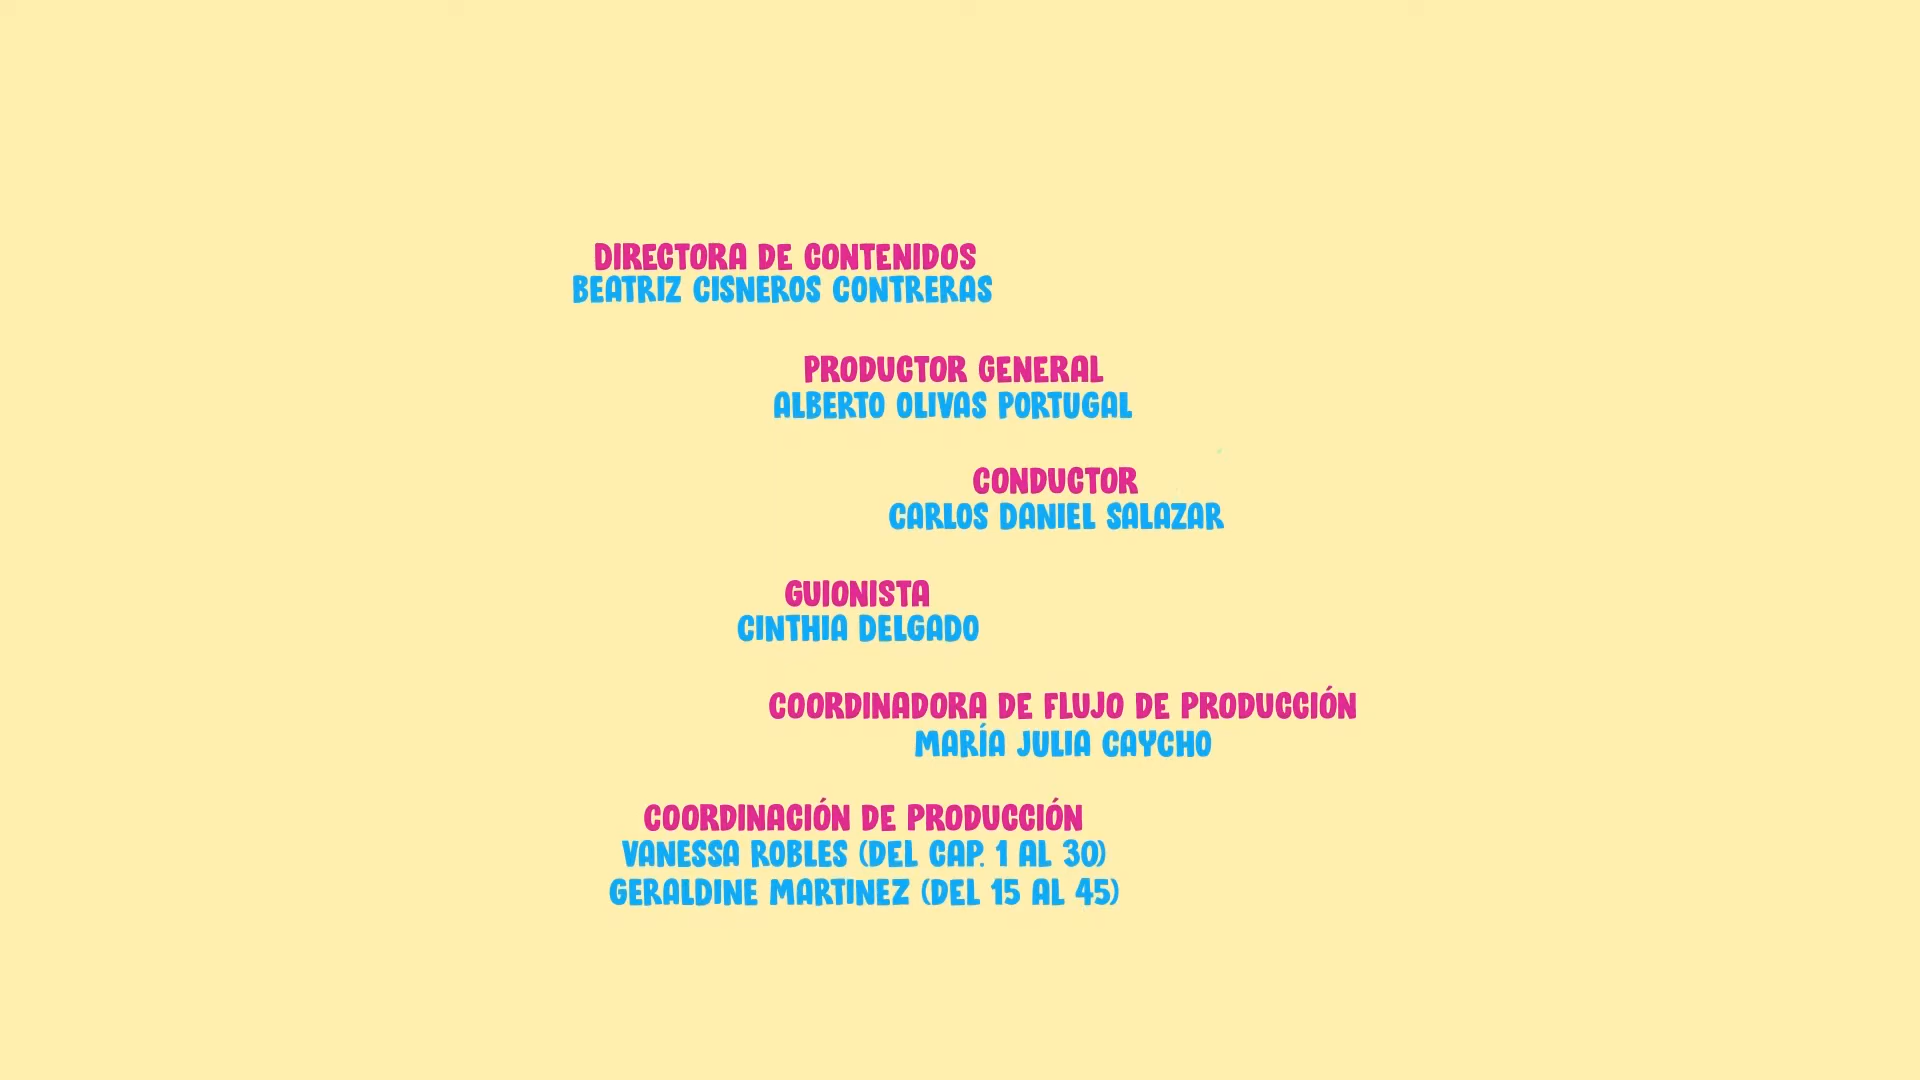 DIRECTORA DE CONTENIDOS
BEATRIZ CISNEROS CONTRERAS
PRODUCTOR GENERAL
ALBERTO OLIVAS PORTUGAL
CONDUCTOR
CARLOS DANIEL SALAZAR
GUIONISTA
CINTHIA DELGADO
COORDINADORA DE FLUJO DE PRODUCCIÓN
MARÍA JULIA CAYCHO
COORDINACIÓN DE PRODUCCIÓN
VANESSA ROBLES (DEL CAP. 1 AL 30)
GERALDINE MARTINEZ (DEL 15 AL 45)